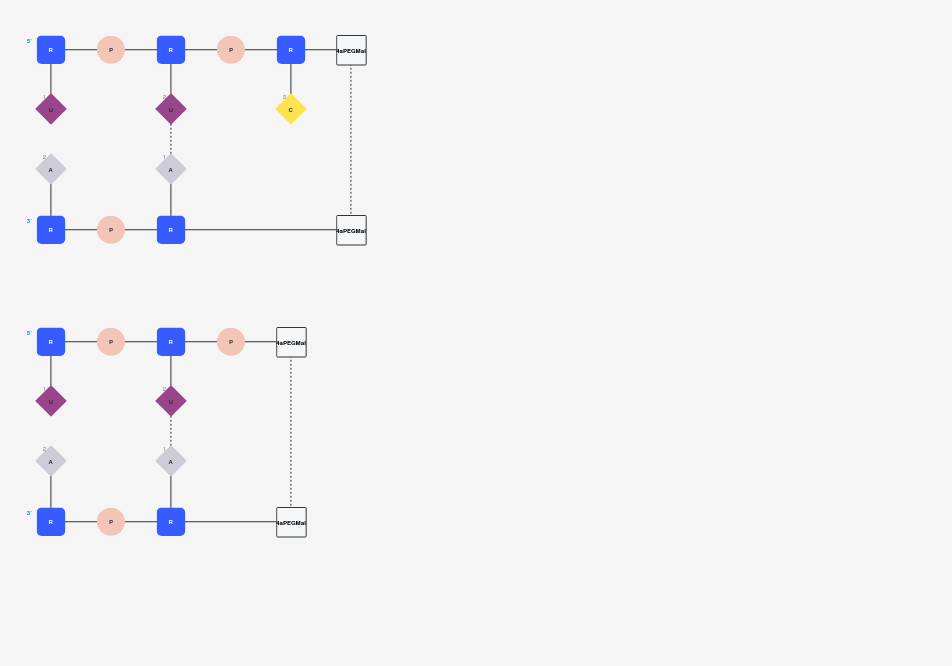 5' R P R P R 4aPEGMal
1 U 2 U 3 C
2 A 1 A
3' R P R 4aPEGMal
5' R P R P 4aPEGMal
1 U 2 U
2 A 1 A
3' R P R 4aPEGMal